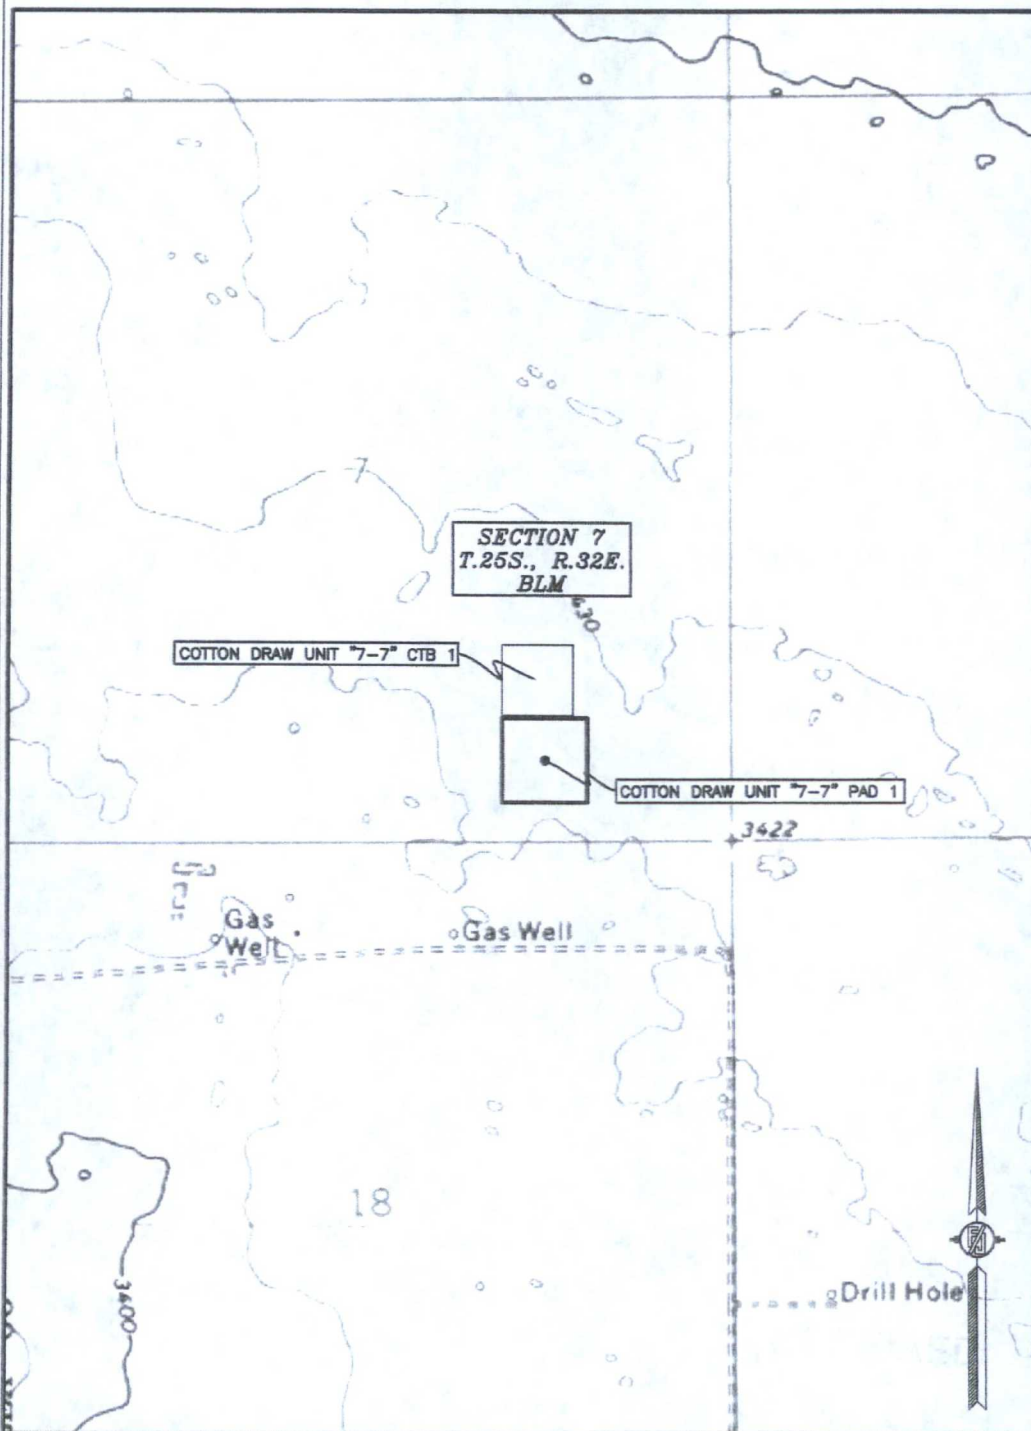 7
SECTION 7
T.25S., R.32E.
BLM
COTTON DRAW UNIT "7-7" CTB 1
COTTON DRAW UNIT "7-7" PAD 1
3422
Gas
Well
Gas Well
18
3400
Drill Hole